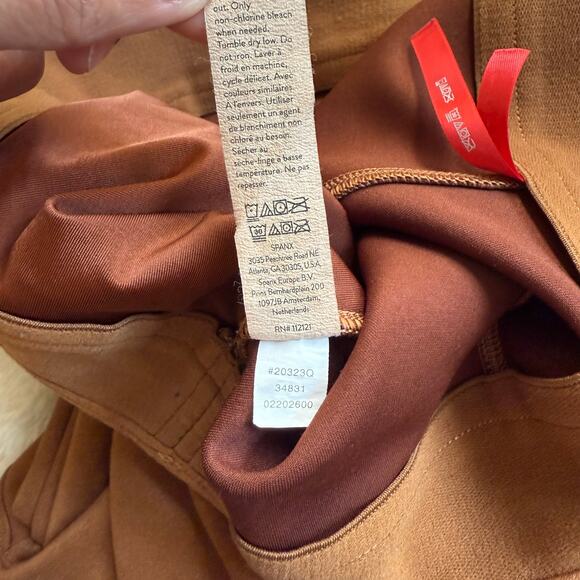 out. Only
non-chlorine bleach
when needed.
Tumble dry low. Do
not iron. Laver à
froid en machine,
cycle délicat. Avec
couleurs similaires
À l'envers. Utiliser
seulement un agent
de blanchiment non
chloré au besoin.
Sécher au
sèche-linge a basse
température. Ne pas
repasser.
30
SPANX
3035 Peachtree Road NE
Atlanta, GA 30305, U.S.A.
Spanx Europe B.V.
Prins Bernhardplein 200
1097JB Amsterdam,
Netherlands
RN# 112121
#20323Q
34831
02202600